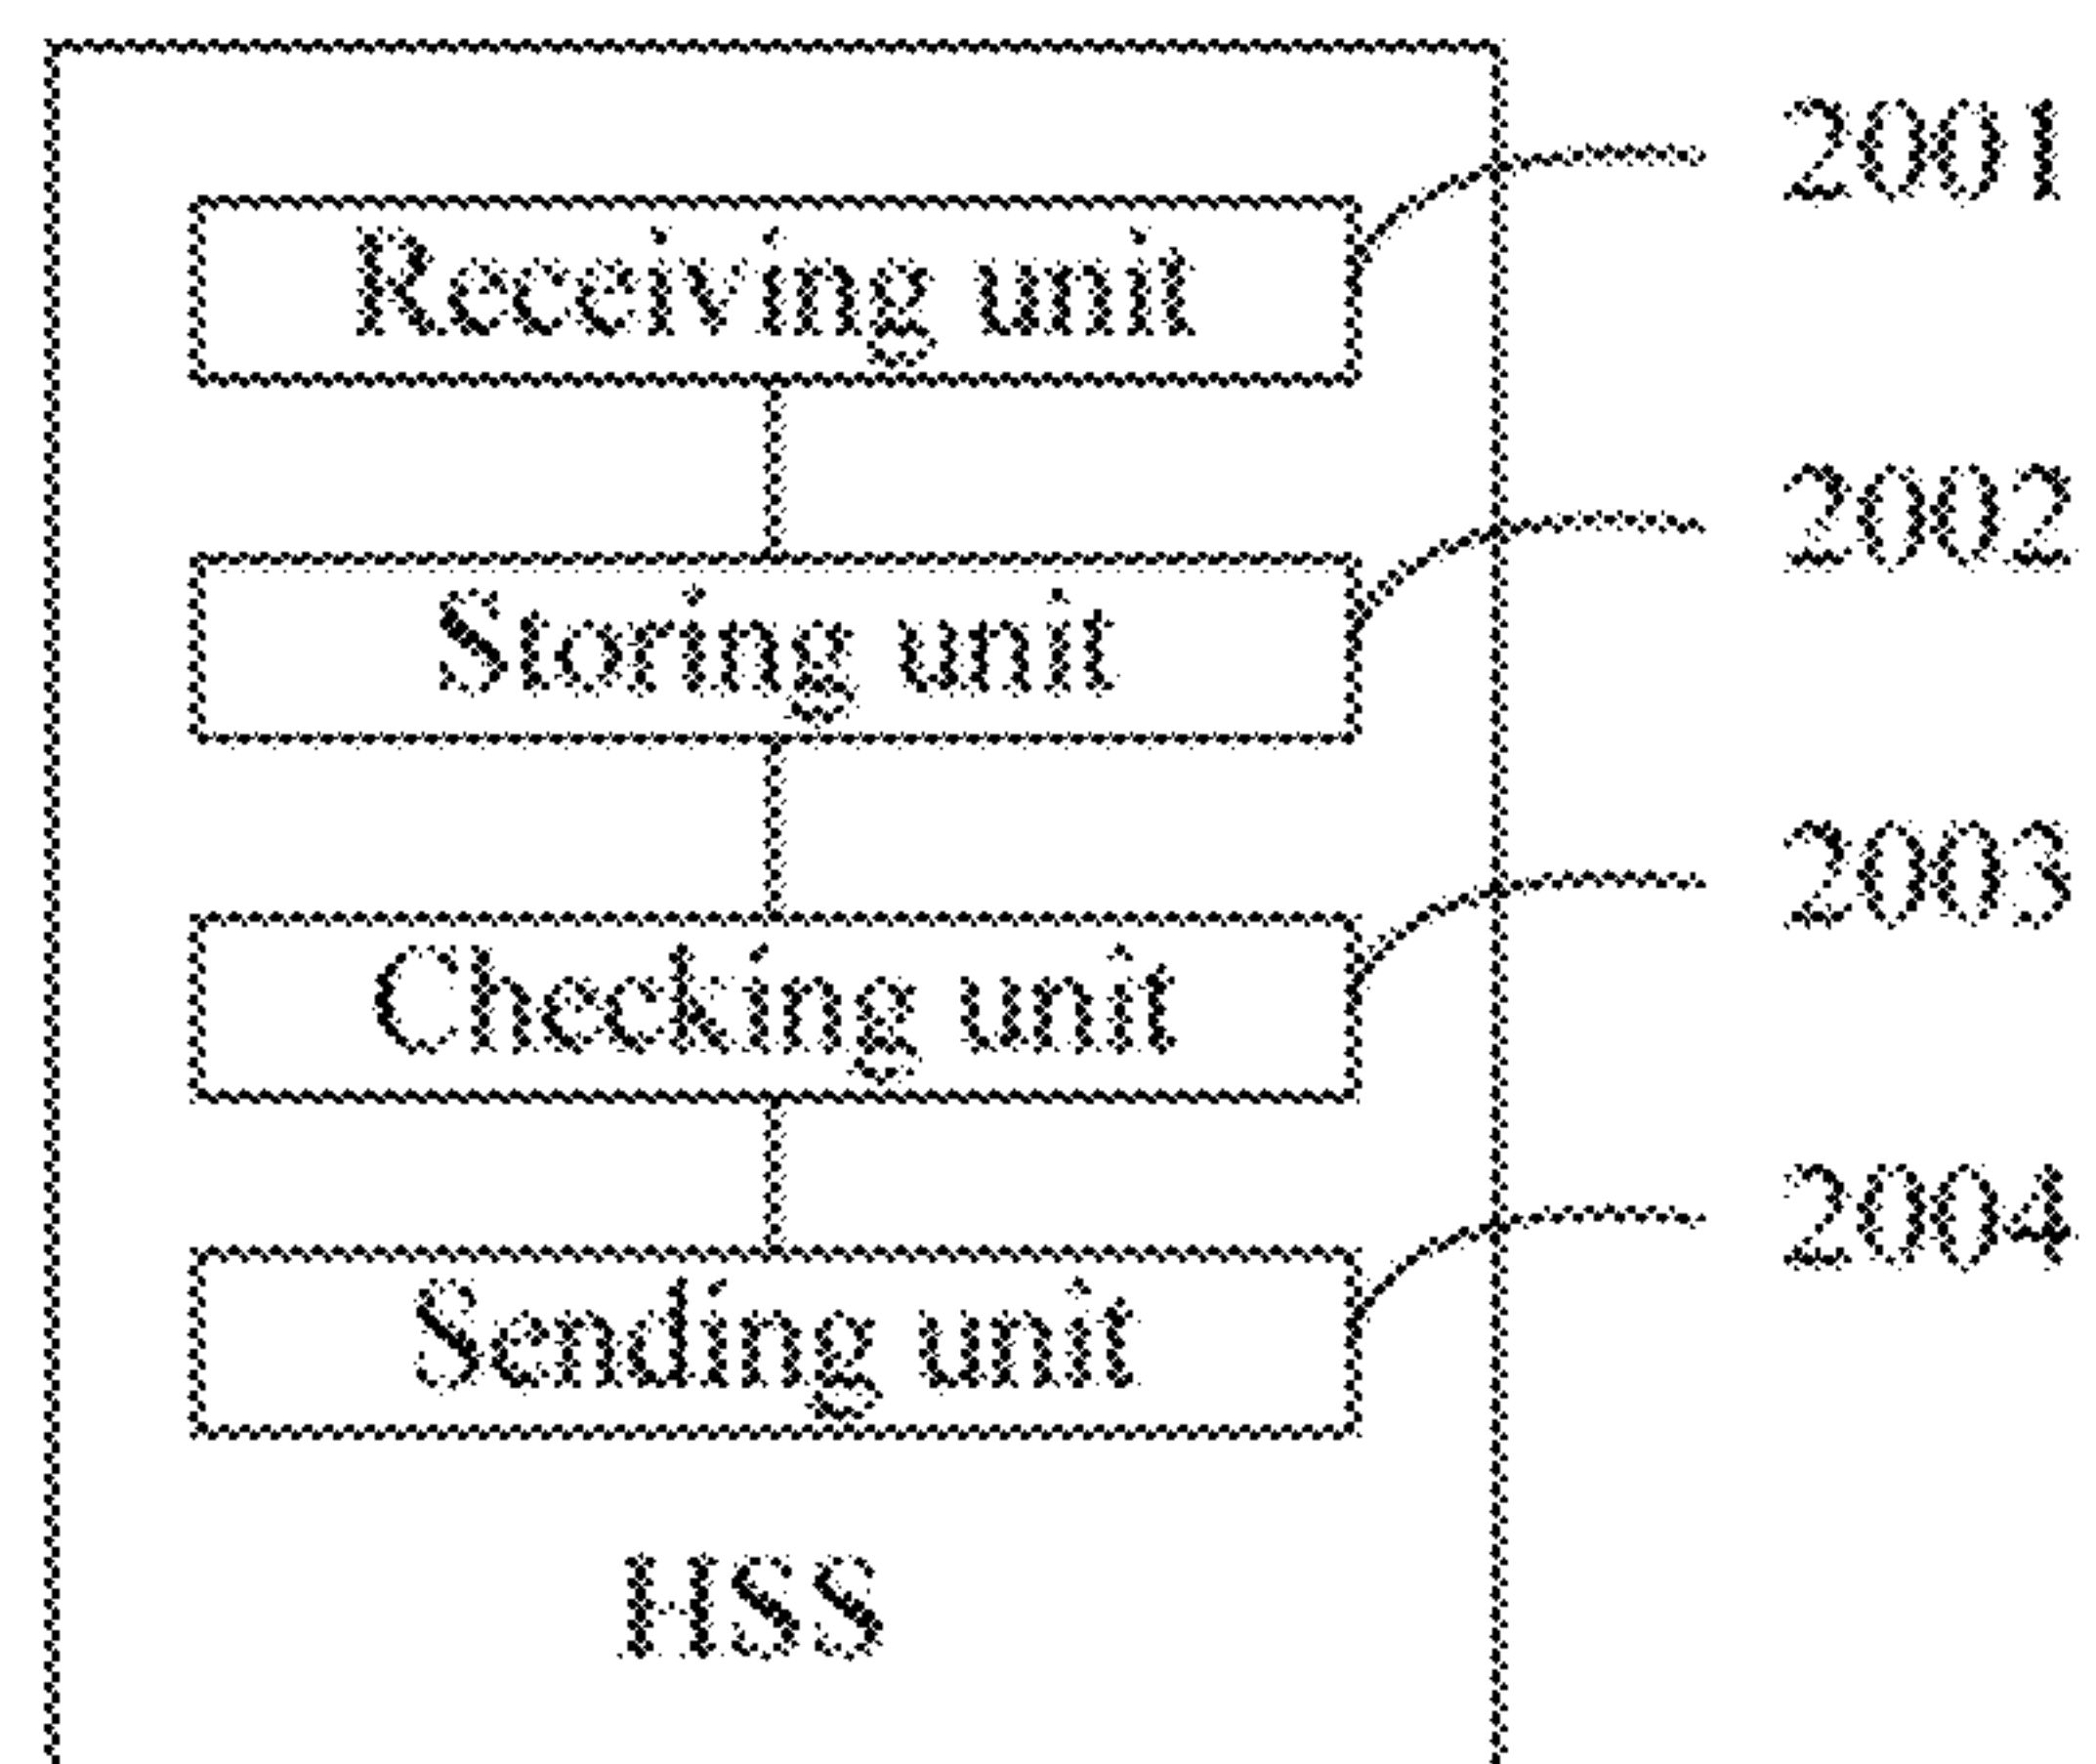 2001
Receiving unit
2002
Storing unit
2003
Checking unit
2004
Sending unit
HSS